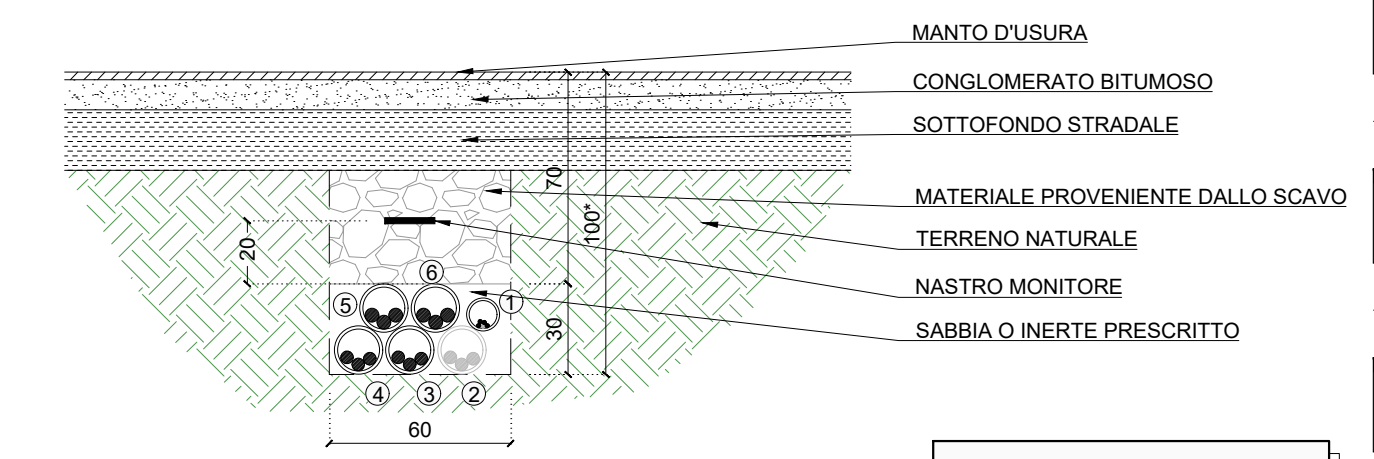 MANTO D'USURA
CONGLOMERATO BITUMOSO
SOTTOFONDO STRADALE
MATERIALE PROVENIENTE DALLO SCAVO
TERRENO NATURALE
NASTRO MONITORE
SABBIA O INERTE PRESCRITTO
70
100*
20
30
6
5
1
4
3
2
60